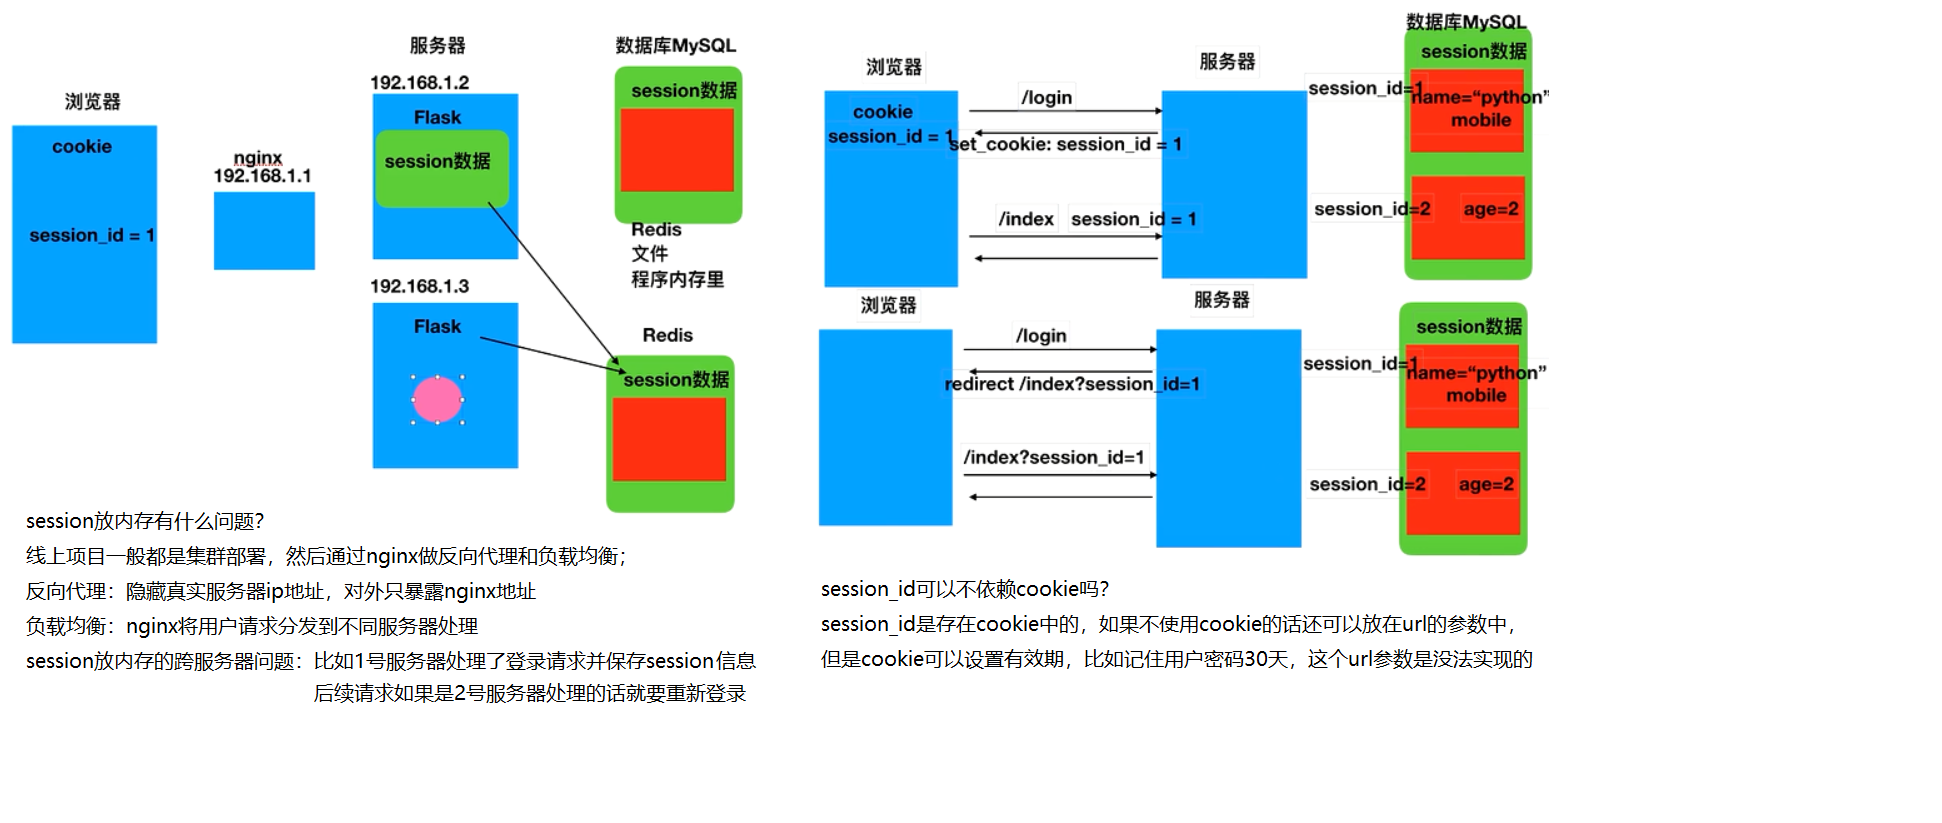 浏览器
cookie
session_id = 1
nginx
192.168.1.1
服务器
192.168.1.2
Flask
session数据
192.168.1.3
Flask
数据库MySQL
session数据
Redis
文件
程序内存里
Redis
session数据
session放内存有什么问题?
线上项目一般都是集群部署，然后通过nginx做反向代理和负载均衡;
反向代理：隐藏真实服务器ip地址，对外只暴露nginx地址
负载均衡：nginx将用户请求分发到不同服务器处理
session放内存的跨服务器问题：比如1号服务器处理了登录请求并保存session信息
后续请求如果是2号服务器处理的话就要重新登录
浏览器
cookie
session_id = 1
/login
set_cookie: session_id = 1
/index session_id = 1
服务器
数据库MySQL
session数据
session_id=1
name=“python”
mobile
session_id=2 age=2
浏览器
/login
redirect /index?session_id=1
/index?session_id=1
服务器
session数据
session_id=1
name=“python”
mobile
session_id=2 age=2
session_id可以不依赖cookie吗?
session_id是存在cookie中的，如果不使用cookie的话还可以放在url的参数中，
但是cookie可以设置有效期，比如记住用户密码30天，这个url参数是没法实现的